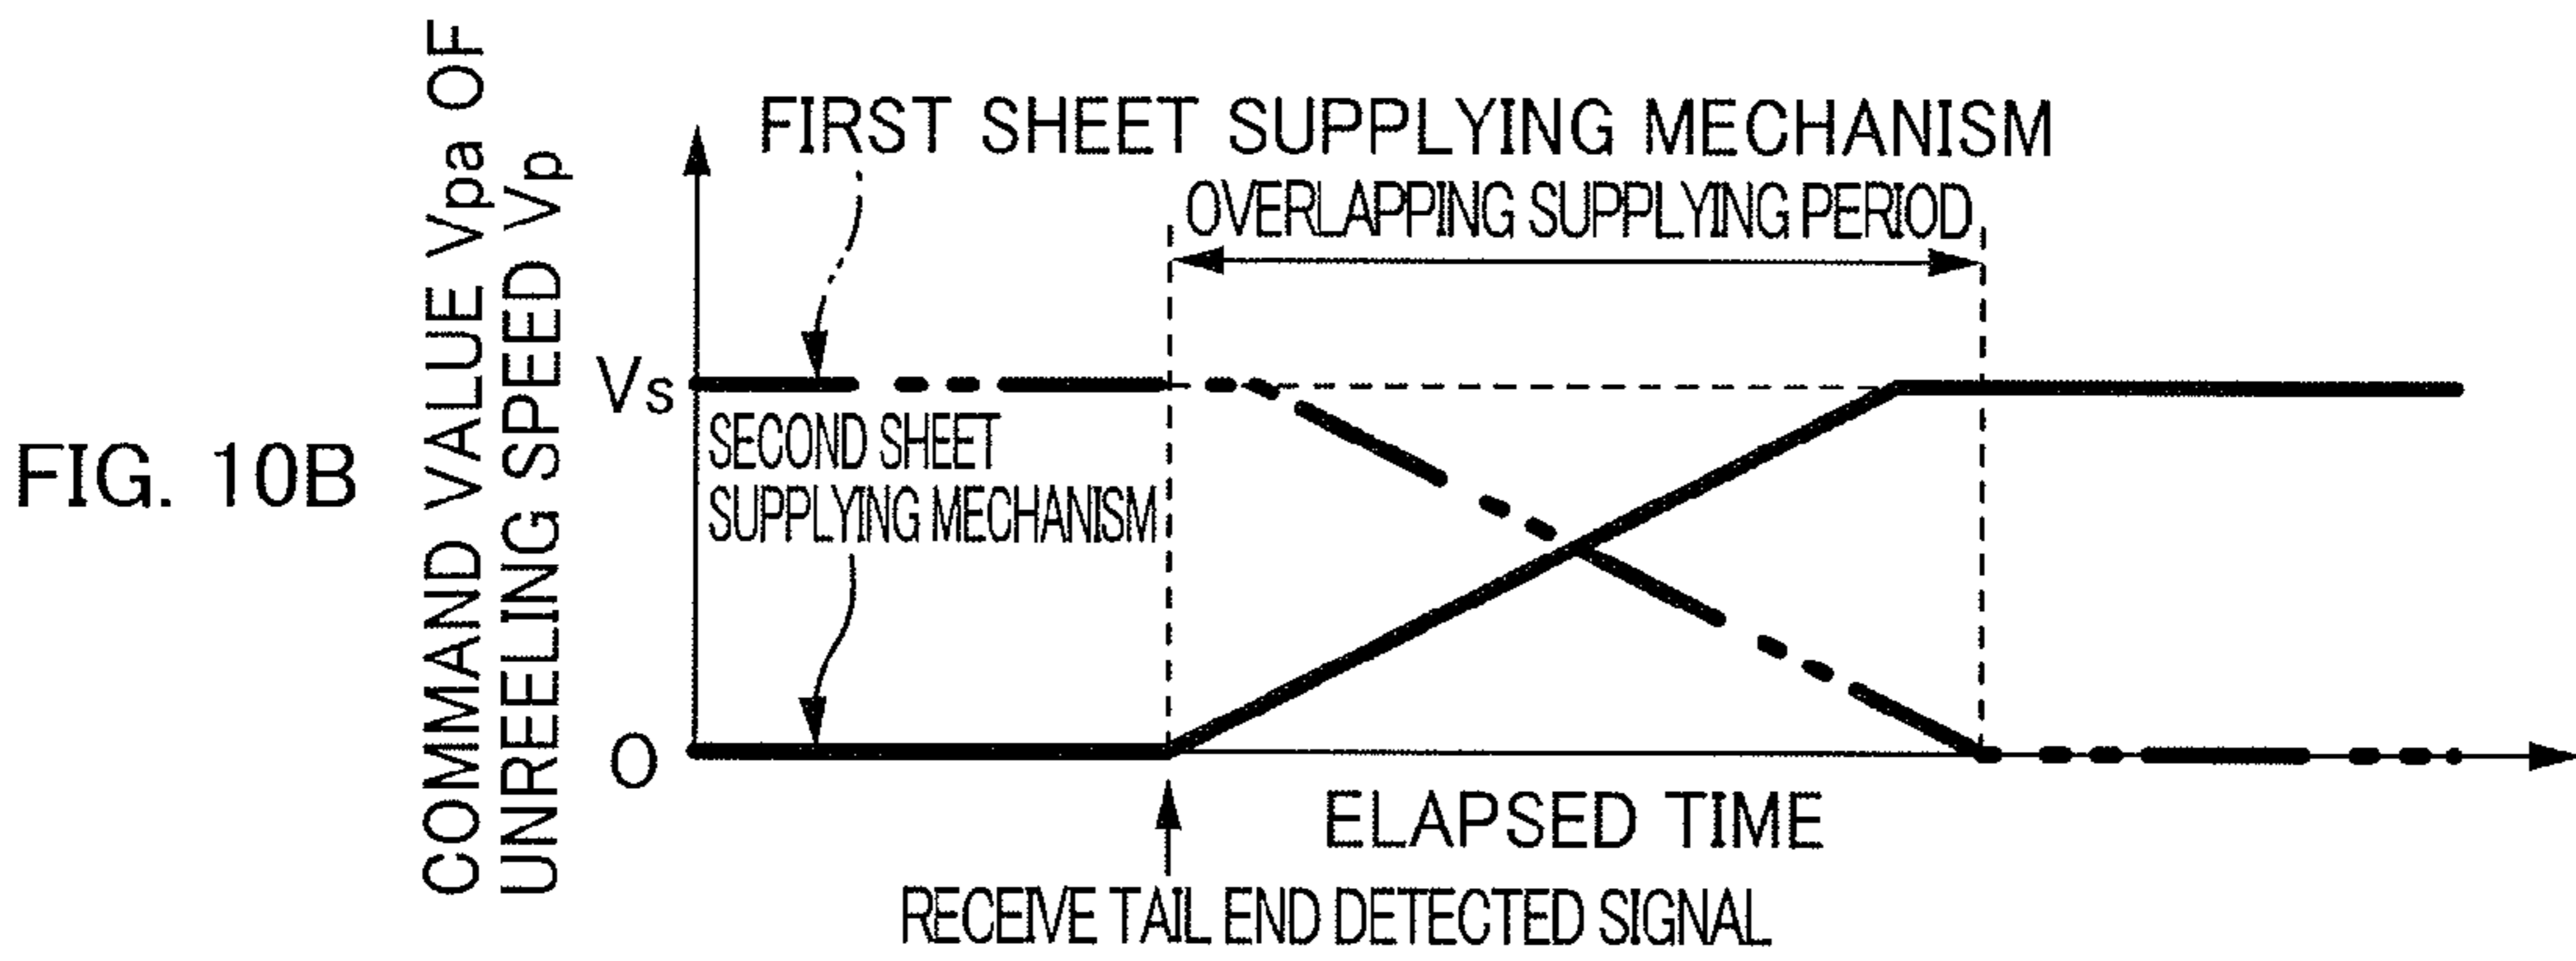 FIG. 10B
COMMAND VALUE Vpa OF
UNREELING SPEED Vp
FIRST SHEET SUPPLYING MECHANISM
OVERLAPPING SUPPLYING PERIOD
Vs
SECOND SHEET
SUPPLYING MECHANISM
O
ELAPSED TIME
RECEIVE TAIL END DETECTED SIGNAL